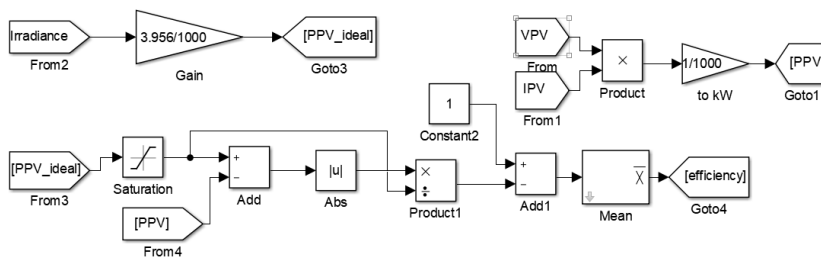 Irradiance
From2
3.956/1000
Gain
[PPV_ideal]
Goto3
VPV
From
IPV
From1
×
Product
1/1000
to kW
[PPV
Goto1
1
Constant2
[PPV_ideal]
From3
Saturation
[PPV]
From4
+
−
Add
|u|
Abs
×
÷
Product1
+
−
Add1
X
Mean
[efficiency]
Goto4